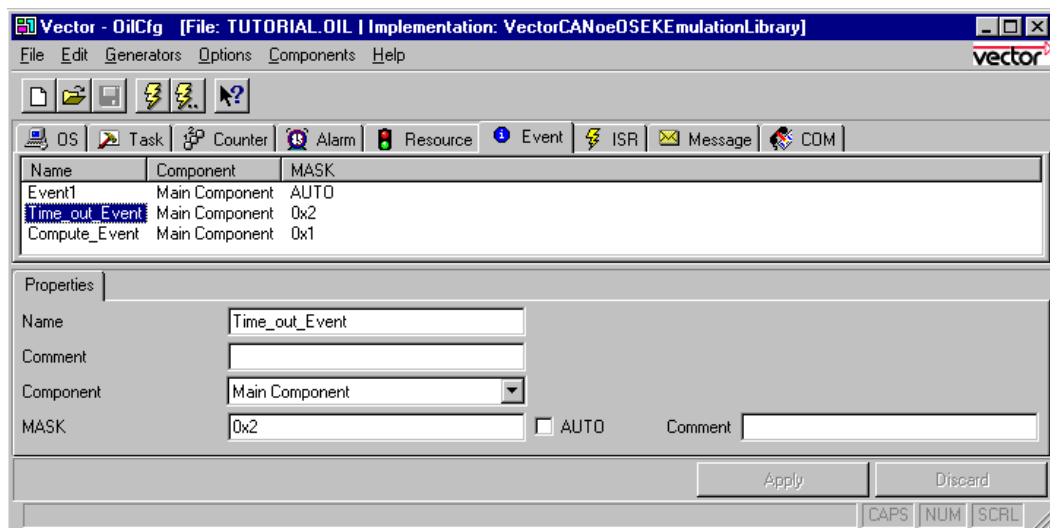 Vector - OilCfg [File: TUTORIAL.OIL | Implementation: VectorCANoeOSEKEmulationLibrary]
File Edit Generators Options Components Help
vector
OS Task Counter Alarm Resource Event ISR Message COM
Name Component MASK
Event1 Main Component AUTO
Time_out_Event Main Component 0x2
Compute_Event Main Component 0x1
Properties
Name Time_out_Event
Comment
Component Main Component
MASK 0x2 AUTO Comment
Apply Discard
CAPS NUM SCRL